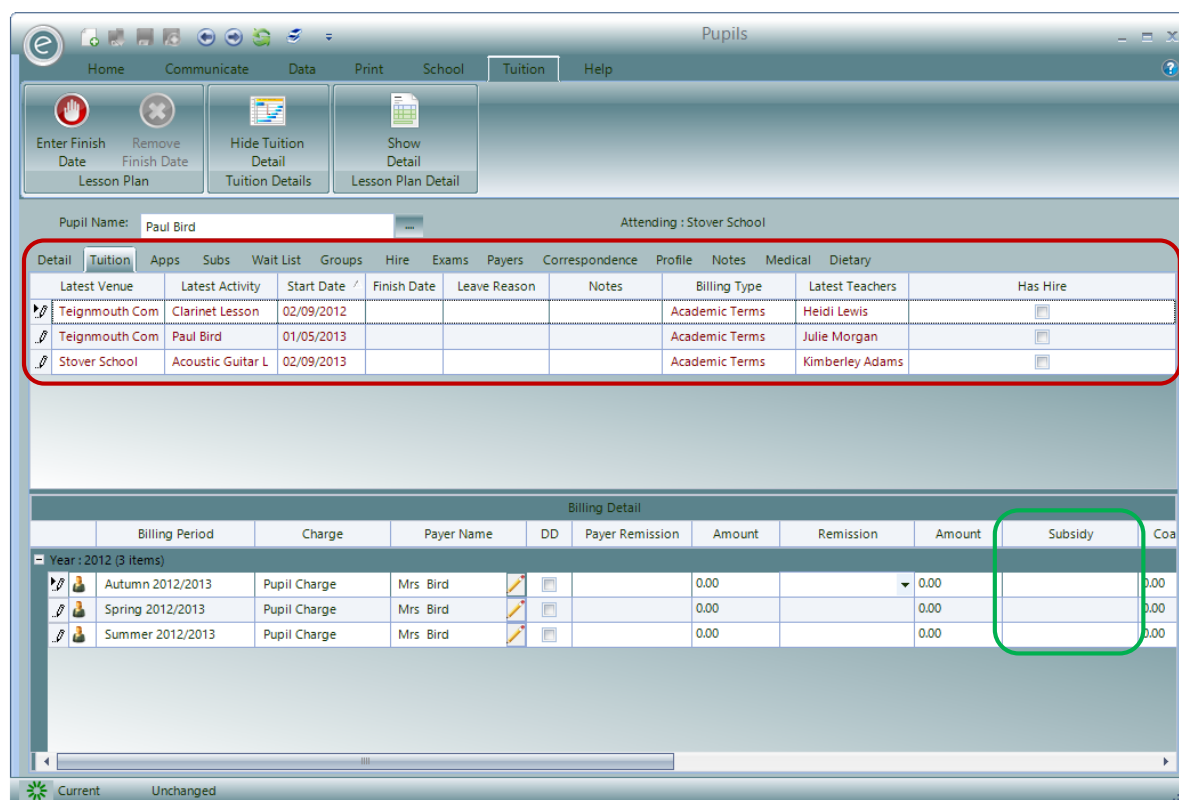 e
Pupils
Home Communicate Data Print School Tuition Help
Enter Finish Date Remove Finish Date Hide Tuition Detail Show Detail
Lesson Plan Tuition Details Lesson Plan Detail
Pupil Name: Paul Bird ... Attending : Stover School
Detail Tuition Apps Subs Wait List Groups Hire Exams Payers Correspondence Profile Notes Medical Dietary
Latest Venue Latest Activity Start Date Finish Date Leave Reason Notes Billing Type Latest Teachers Has Hire
Teignmouth Com Clarinet Lesson 02/09/2012 Academic Terms Heidi Lewis
Teignmouth Com Paul Bird 01/05/2013 Academic Terms Julie Morgan
Stover School Acoustic Guitar L 02/09/2013 Academic Terms Kimberley Adams
Billing Detail
Billing Period Charge Payer Name DD Payer Remission Amount Remission Amount Subsidy Coa
Year : 2012 (3 items)
Autumn 2012/2013 Pupil Charge Mrs Bird 0.00 0.00 0.00
Spring 2012/2013 Pupil Charge Mrs Bird 0.00 0.00 0.00
Summer 2012/2013 Pupil Charge Mrs Bird 0.00 0.00 0.00
Current Unchanged